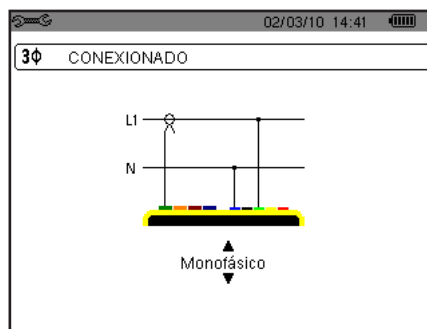 02/03/10 14:41
3Φ CONEXIONADO
L1
N
Monofásico